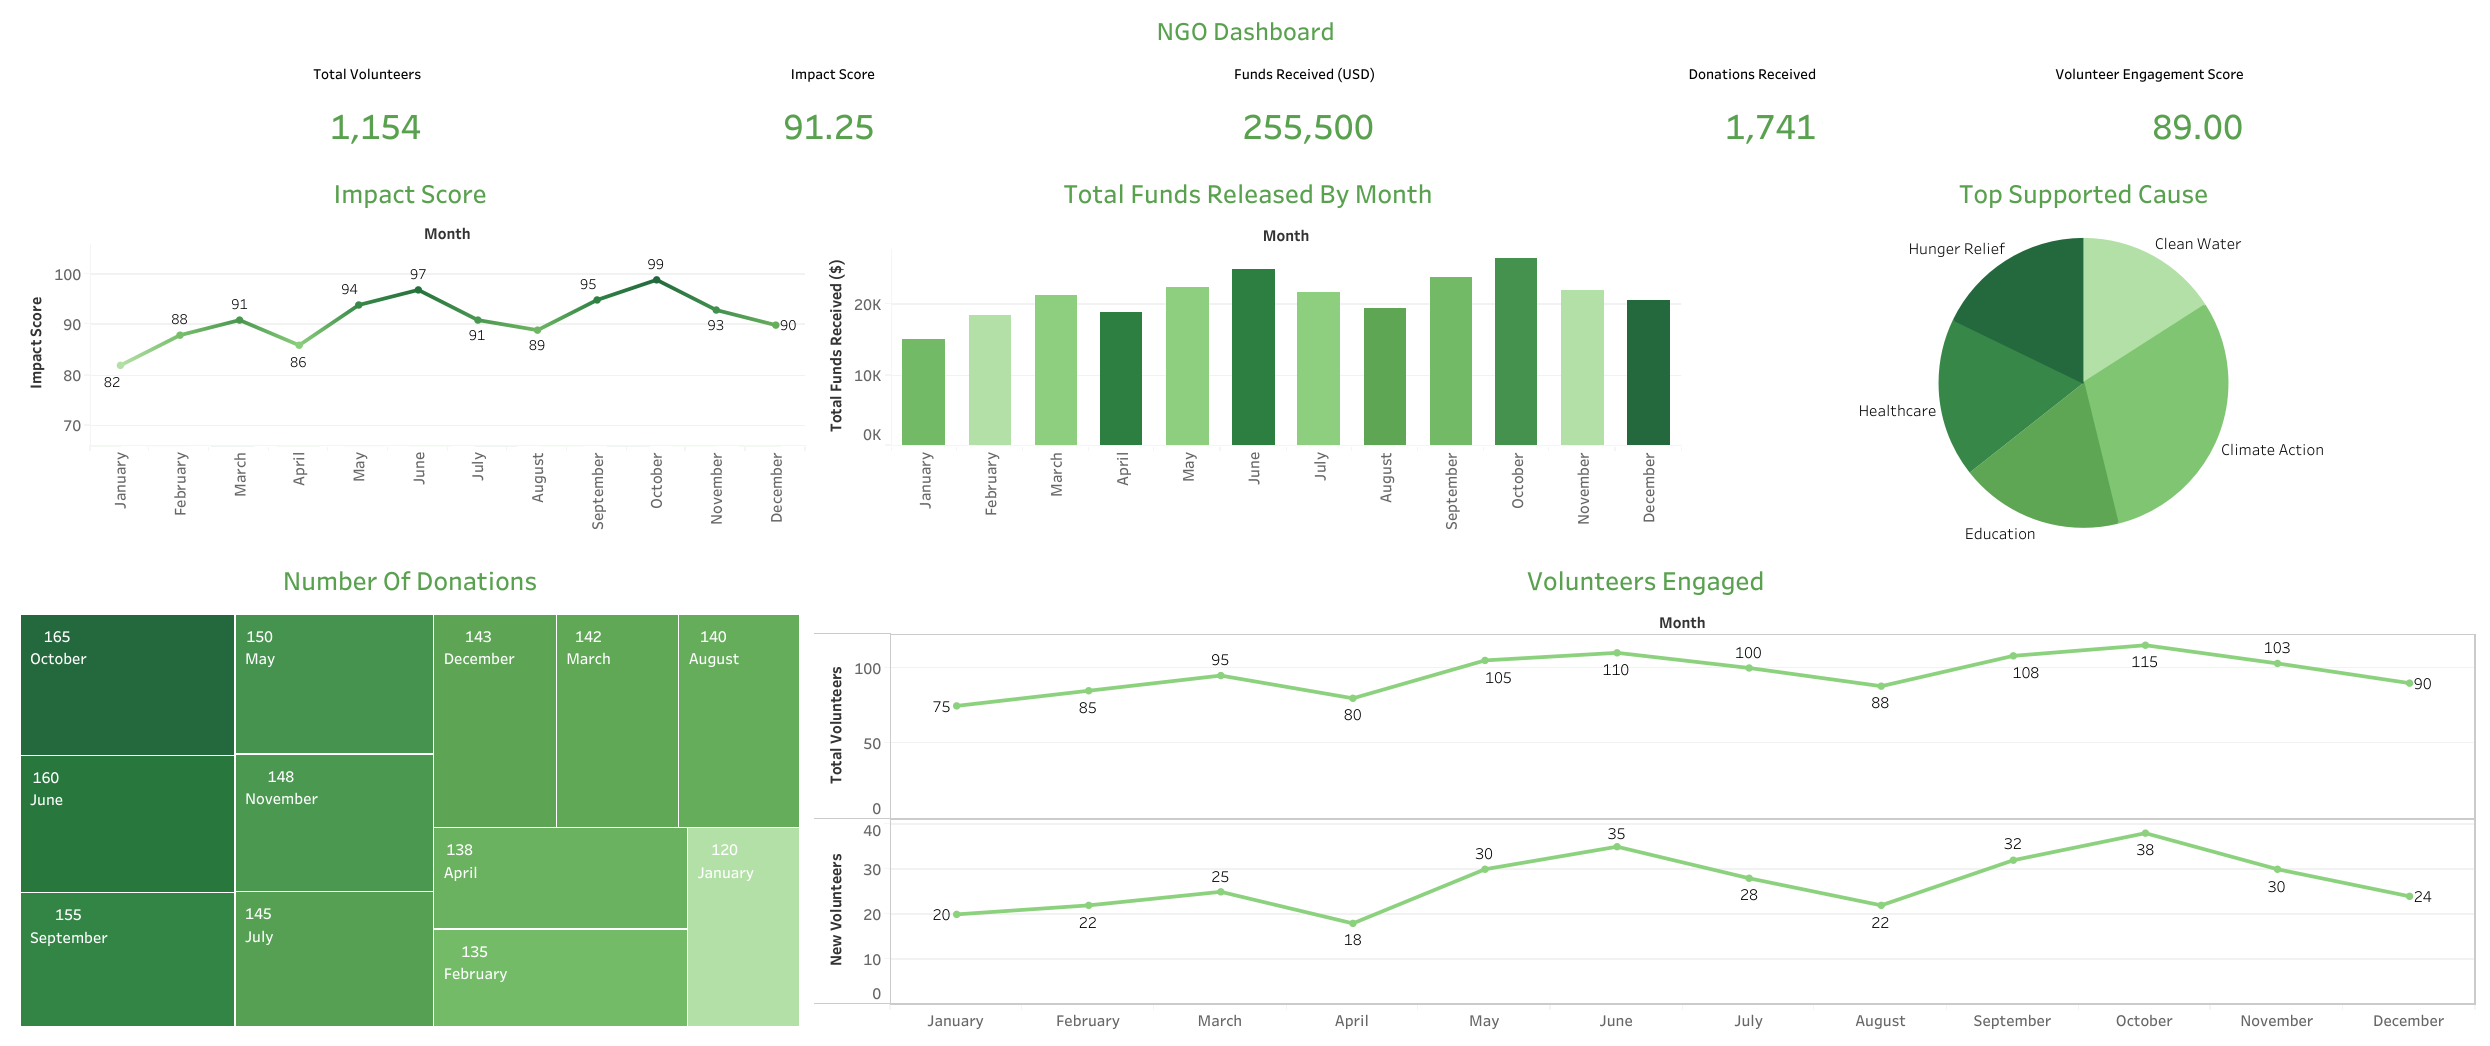 NGO Dashboard
Total Volunteers
Impact Score
Funds Received (USD)
Donations Received
Volunteer Engagement Score
1,154
91.25
255,500
1,741
89.00
Impact Score
Month
Impact Score
100
90
80
70
82
88
91
86
94
97
91
89
95
99
93
90
January
February
March
April
May
June
July
August
September
October
November
December
Total Funds Released By Month
Month
Total Funds Received ($)
20K
10K
0K
January
February
March
April
May
June
July
August
September
October
November
December
Top Supported Cause
Hunger Relief
Clean Water
Healthcare
Climate Action
Education
Number Of Donations
165
October
160
June
155
September
150
May
148
November
145
July
143
December
142
March
140
August
138
April
135
February
120
January
Volunteers Engaged
Month
Total Volunteers
100
50
0
75
85
95
80
105
110
100
88
108
115
103
90
New Volunteers
40
30
20
10
0
20
22
25
18
30
35
28
22
32
38
30
24
January
February
March
April
May
June
July
August
September
October
November
December